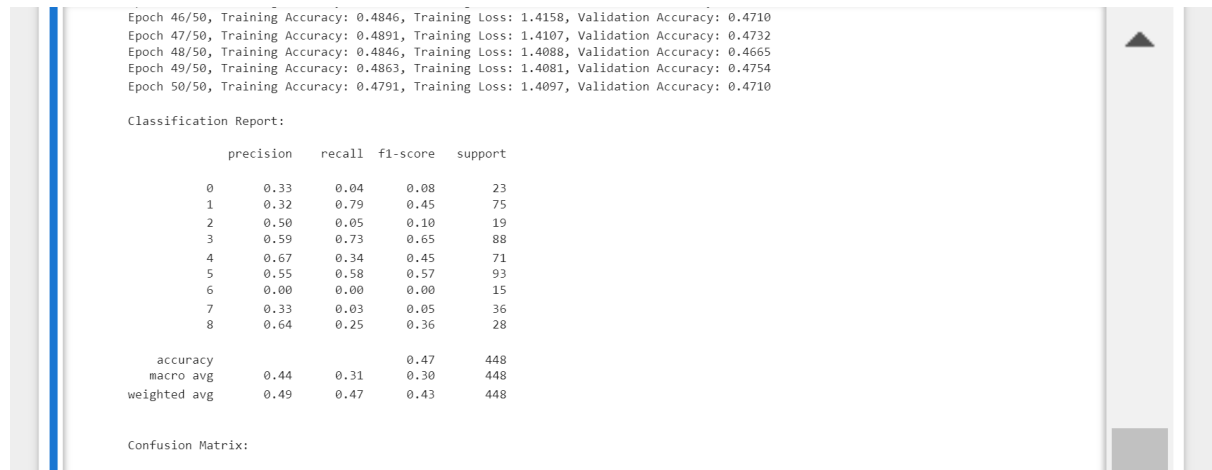 Epoch 46/50, Training Accuracy: 0.4846, Training Loss: 1.4158, Validation Accuracy: 0.4710
Epoch 47/50, Training Accuracy: 0.4891, Training Loss: 1.4107, Validation Accuracy: 0.4732
Epoch 48/50, Training Accuracy: 0.4846, Training Loss: 1.4088, Validation Accuracy: 0.4665
Epoch 49/50, Training Accuracy: 0.4863, Training Loss: 1.4081, Validation Accuracy: 0.4754
Epoch 50/50, Training Accuracy: 0.4791, Training Loss: 1.4097, Validation Accuracy: 0.4710
Classification Report:
precision recall f1-score support
0 0.33 0.04 0.08 23
1 0.32 0.79 0.45 75
2 0.50 0.05 0.10 19
3 0.59 0.73 0.65 88
4 0.67 0.34 0.45 71
5 0.55 0.58 0.57 93
6 0.00 0.00 0.00 15
7 0.33 0.03 0.05 36
8 0.64 0.25 0.36 28
accuracy 0.47 448
macro avg 0.44 0.31 0.30 448
weighted avg 0.49 0.47 0.43 448
Confusion Matrix: